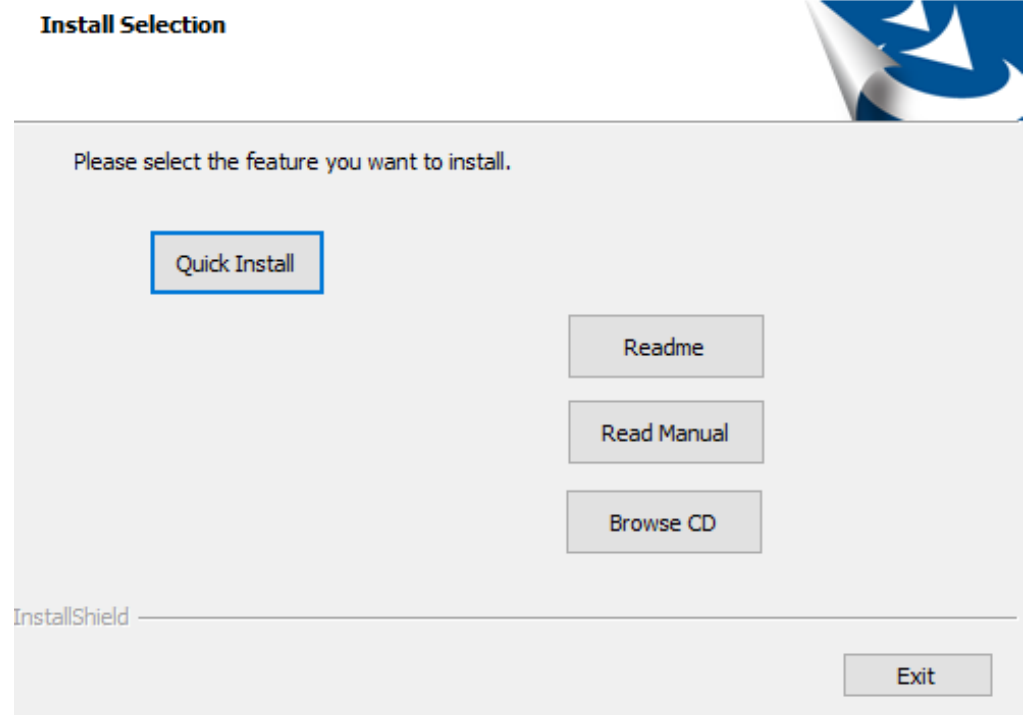 Install Selection
Please select the feature you want to install.
Quick Install
Readme
Read Manual
Browse CD
InstallShield
Exit